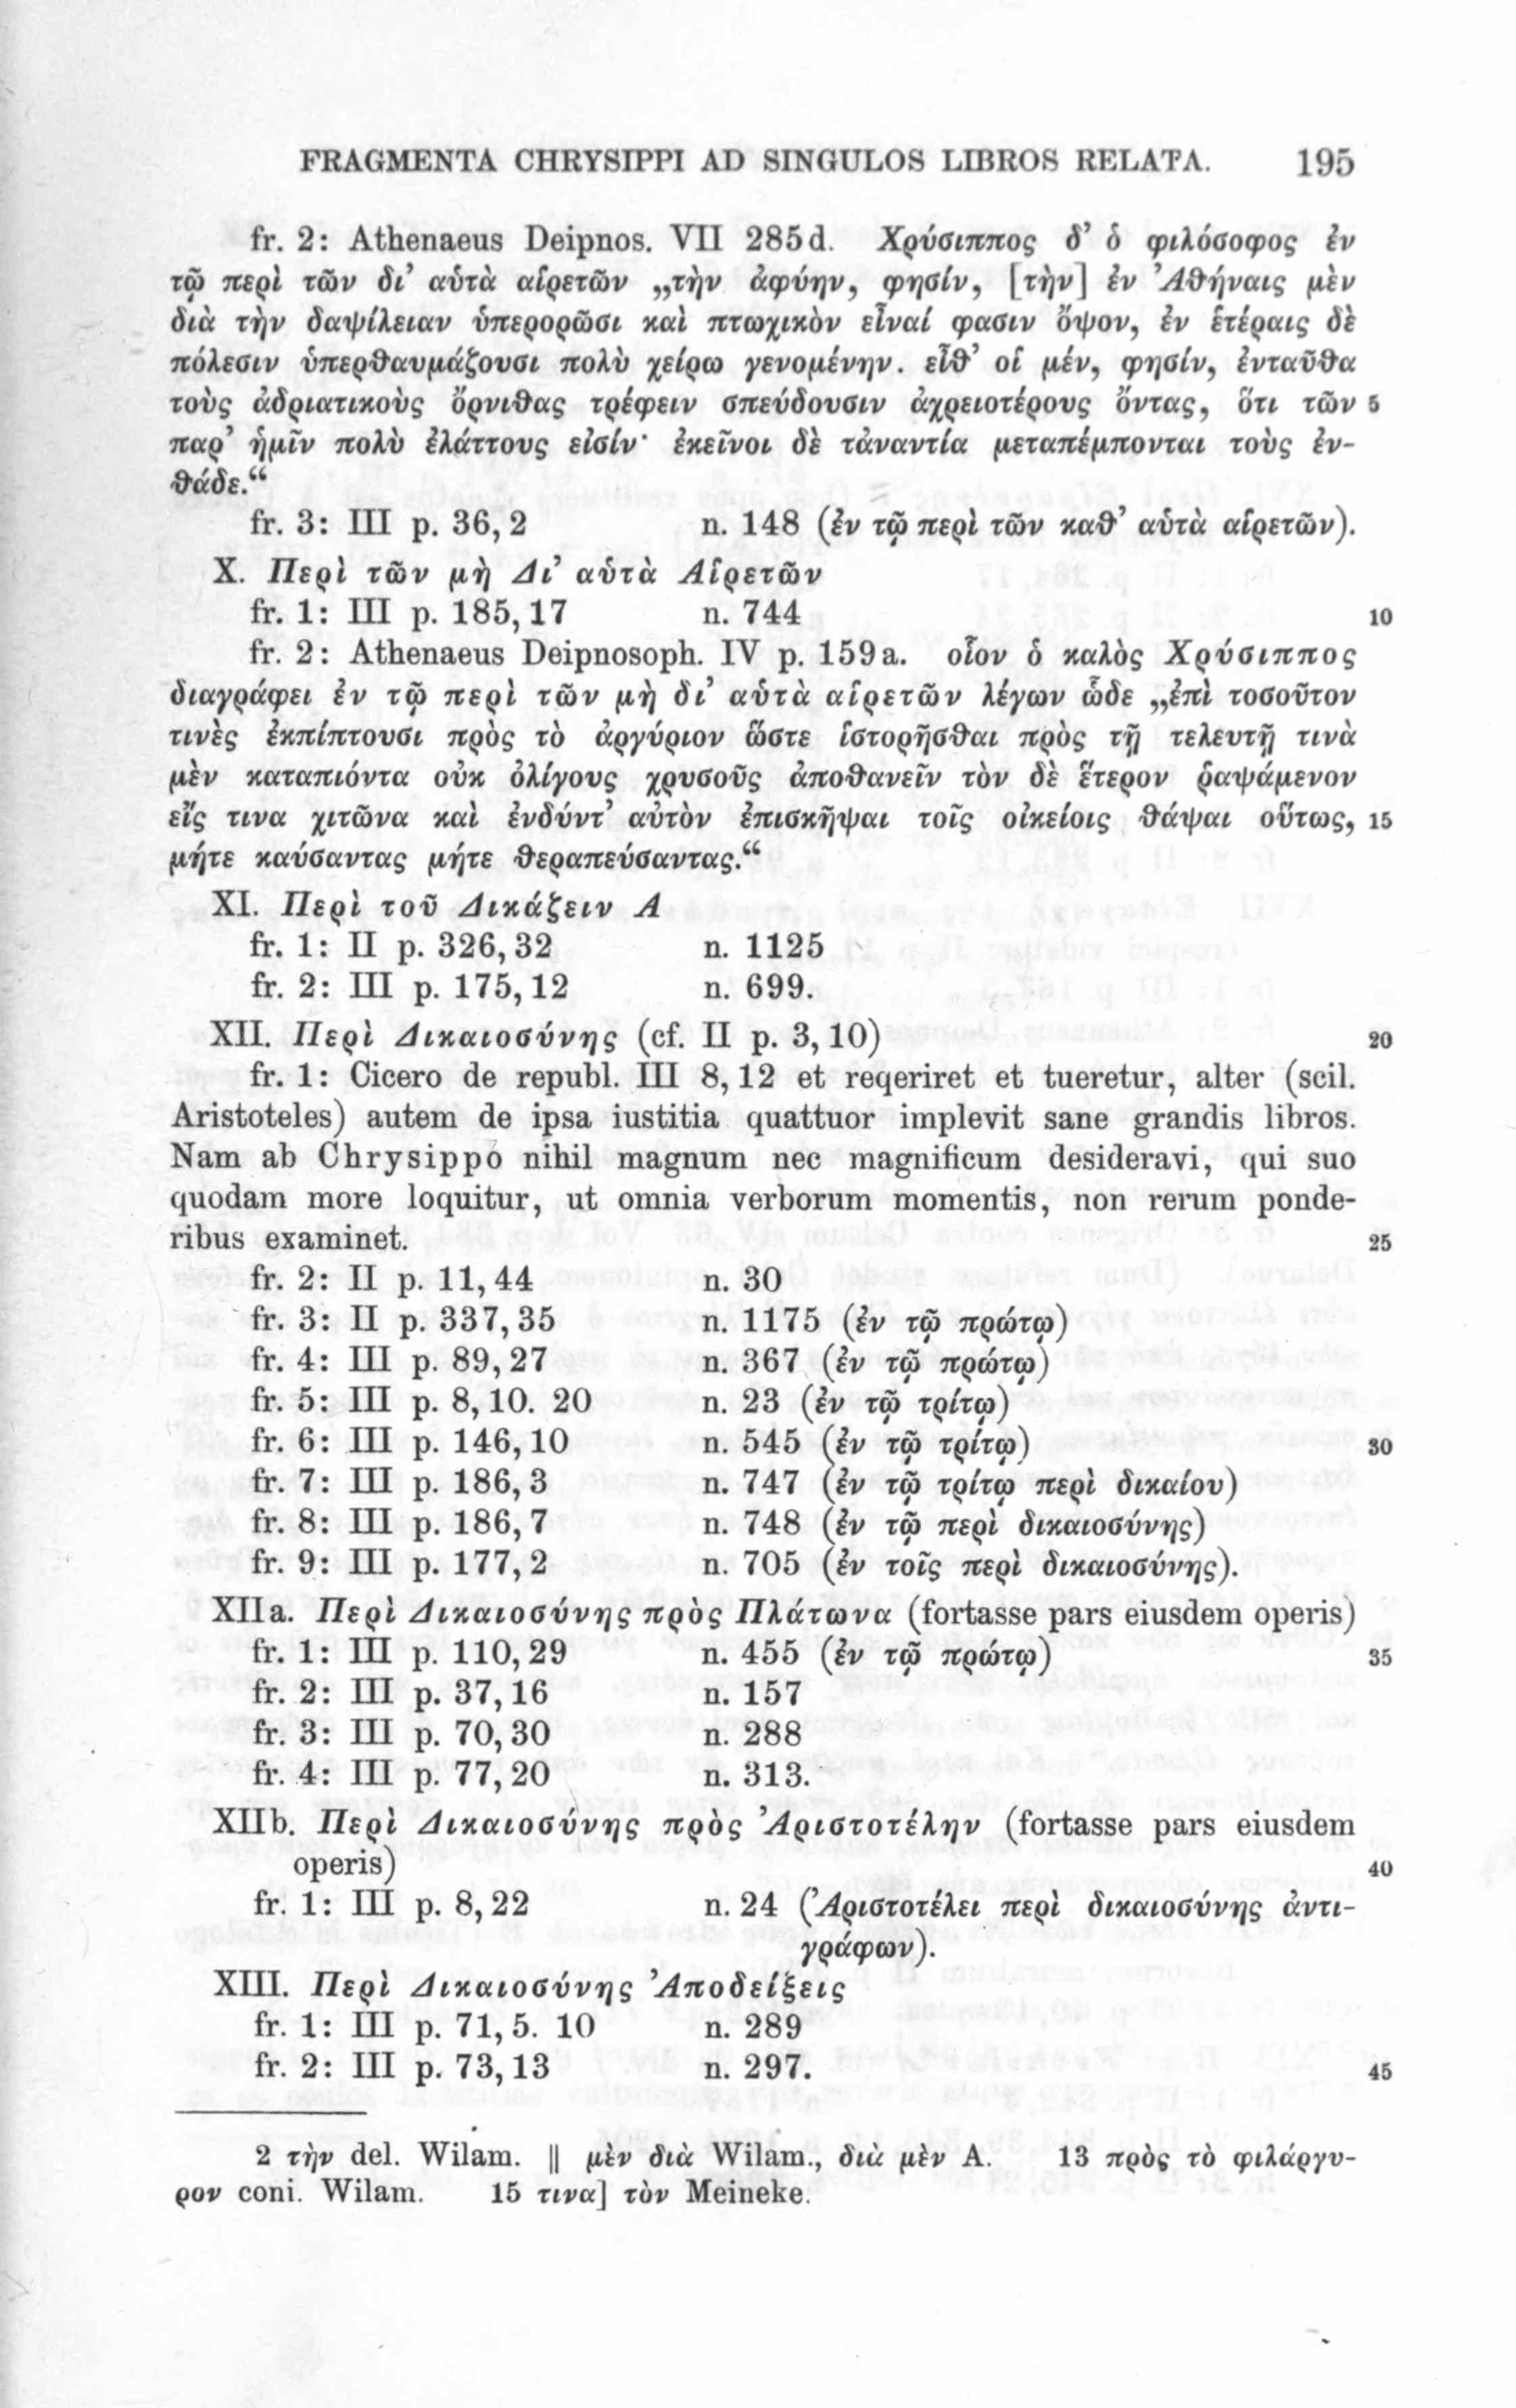 FRAGMENTA CHRYSIPPI AD SINGULOS LIBROS RELATA. 195
fr. 2: Athenaeus Deipnos. VII 285d. Χρύσιππος δ’ ὁ φιλόσοφος ἐν
τῷ περὶ τῶν δι’ αὑτὰ αἱρετῶν „τὴν ἀφύην, φησίν, [τὴν] ἐν Ἀθήναις μὲν
διὰ τὴν δαψίλειαν ὑπερορῶσι καὶ πτωχικὸν εἶναί φασιν ὄψον, ἐν ἑτέραις δὲ
πόλεσιν ὑπερθαυμάζουσι πολὺ χείρω γενομένην. εἶθ’ οἱ μέν, φησίν, ἐνταῦθα
τοὺς ἀδριατικοὺς ὄρνιθας τρέφειν σπεύδουσιν ἀχρειοτέρους ὄντας, ὅτι τῶν 5
παρ’ ἡμῖν πολὺ ἐλάττους εἰσίν· ἐκεῖνοι δὲ τἀναντία μεταπέμπονται τοὺς ἐν-
θάδε.“
fr. 3: III p. 36, 2 n. 148 (ἐν τῷ περὶ τῶν καθ’ αὑτὰ αἱρετῶν).
X. Περὶ τῶν μὴ Δι’ αὑτὰ Αἱρετῶν
fr. 1: III p. 185, 17 n. 744 10
fr. 2: Athenaeus Deipnosoph. IV p. 159a. οἷον ὁ καλὸς Χρύσιππος
διαγράφει ἐν τῷ περὶ τῶν μὴ δι’ αὑτὰ αἱρετῶν λέγων ὧδε „ἐπὶ τοσοῦτον
τινὲς ἐκπίπτουσι πρὸς τὸ ἀργύριον ὥστε ἱστορῆσθαι πρὸς τῇ τελευτῇ τινὰ
μὲν καταπιόντα οὐκ ὀλίγους χρυσοῦς ἀποθανεῖν τὸν δὲ ἕτερον ῥαψάμενον
εἴς τινα χιτῶνα καὶ ἐνδύντ’ αὐτὸν ἐπισκῆψαι τοῖς οἰκείοις θάψαι οὕτως, 15
μήτε καύσαντας μήτε θεραπεύσαντας.“
XI. Περὶ τοῦ Δικάζειν Α
fr. 1: II p. 326, 32 n. 1125
fr. 2: III p. 175, 12 n. 699.
XII. Περὶ Δικαιοσύνης (cf. II p. 3, 10) 20
fr. 1: Cicero de republ. III 8, 12 et reqeriret et tueretur, alter (scil.
Aristoteles) autem de ipsa iustitia quattuor implevit sane grandis libros.
Nam ab Chrysippo nihil magnum nec magnificum desideravi, qui suo
quodam more loquitur, ut omnia verborum momentis, non rerum ponde-
ribus examinet. 25
fr. 2: II p. 11, 44 n. 30
fr. 3: II p. 337, 35 n. 1175 (ἐν τῷ πρώτῳ)
fr. 4: III p. 89, 27 n. 367 (ἐν τῷ πρώτῳ)
fr. 5: III p. 8, 10. 20 n. 23 (ἐν τῷ τρίτῳ)
fr. 6: III p. 146, 10 n. 545 (ἐν τῷ τρίτῳ) 30
fr. 7: III p. 186, 3 n. 747 (ἐν τῷ τρίτῳ περὶ δικαίου)
fr. 8: III p. 186, 7 n. 748 (ἐν τῷ περὶ δικαιοσύνης)
fr. 9: III p. 177, 2 n. 705 (ἐν τοῖς περὶ δικαιοσύνης).
XIIa. Περὶ Δικαιοσύνης πρὸς Πλάτωνα (fortasse pars eiusdem operis)
fr. 1: III p. 110, 29 n. 455 (ἐν τῷ πρώτῳ) 35
fr. 2: III p. 37, 16 n. 157
fr. 3: III p. 70, 30 n. 288
fr. 4: III p. 77, 20 n. 313.
XIIb. Περὶ Δικαιοσύνης πρὸς Ἀριστοτέλην (fortasse pars eiusdem
operis) 40
fr. 1: III p. 8, 22 n. 24 (Ἀριστοτέλει περὶ δικαιοσύνης ἀντι-
γράφων).
XIII. Περὶ Δικαιοσύνης Ἀποδείξεις
fr. 1: III p. 71, 5. 10 n. 289
fr. 2: III p. 73, 13 n. 297. 45
2 τὴν del. Wilam. || μὲν διὰ Wilam., διὰ μὲν A. 13 πρὸς τὸ φιλάργυ-
ρον coni. Wilam. 15 τινα] τὸν Meineke.